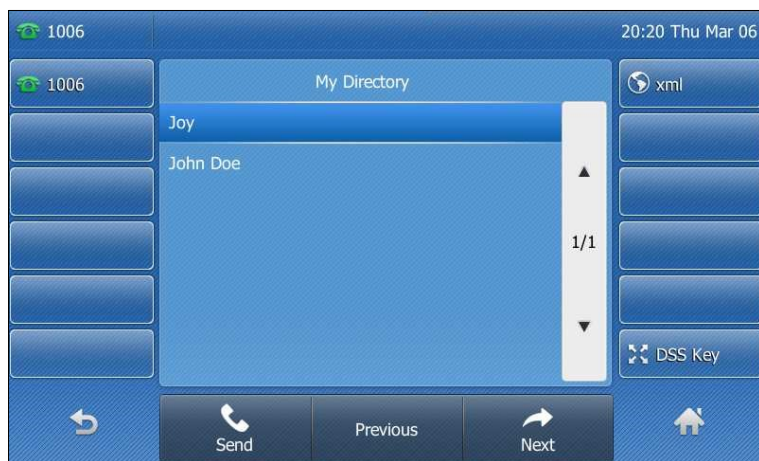 1006
20:20 Thu Mar 06
1006
My Directory
xml
Joy
John Doe
1/1
DSS Key
Send
Previous
Next